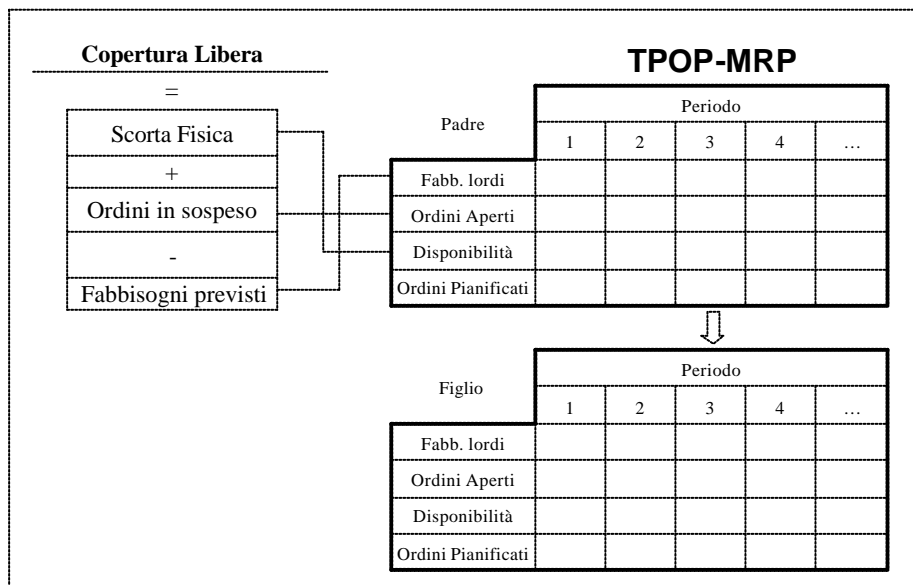 Copertura Libera
=
Scorta Fisica
+
Ordini in sospeso
-
Fabbisogni previsti
TPOP-MRP
Padre
Periodo
1 2 3 4 …
Fabb. lordi
Ordini Aperti
Disponibilità
Ordini Pianificati
Figlio
Periodo
1 2 3 4 …
Fabb. lordi
Ordini Aperti
Disponibilità
Ordini Pianificati